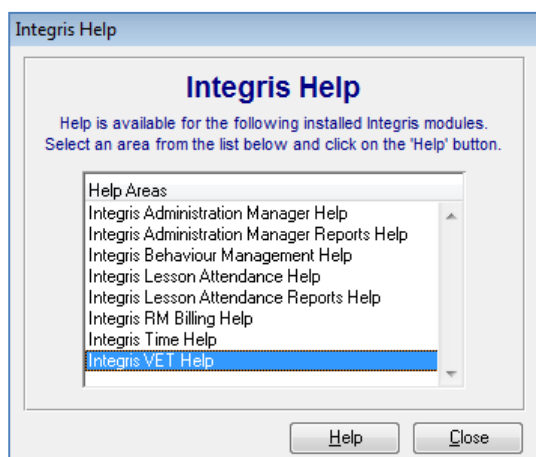 Integris Help
Integris Help
Help is available for the following installed Integris modules.
Select an area from the list below and click on the 'Help' button.
Help Areas
Integris Administration Manager Help
Integris Administration Manager Reports Help
Integris Behaviour Management Help
Integris Lesson Attendance Help
Integris Lesson Attendance Reports Help
Integris RM Billing Help
Integris Time Help
Integris VET Help
Help
Close